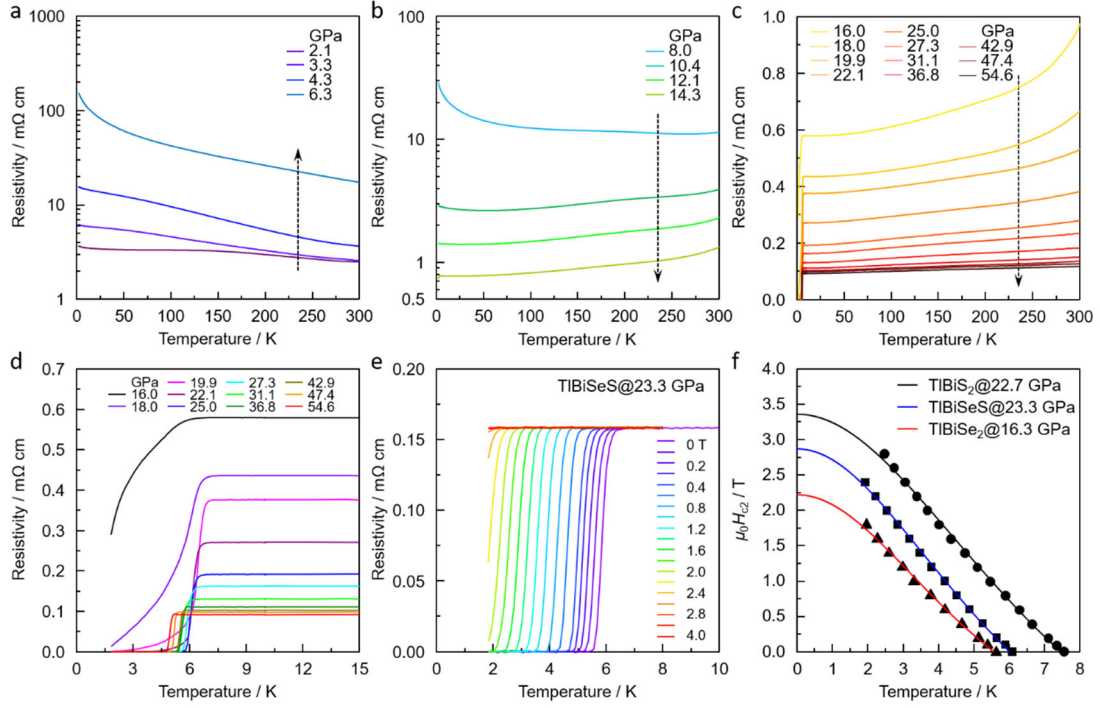 a
1000
100
10
1
Resistivity / mΩ cm
0 50 100 150 200 250 300
Temperature / K
GPa
2.1
3.3
4.3
6.3
b
100
10
1
0.5
Resistivity / mΩ cm
0 50 100 150 200 250 300
Temperature / K
GPa
8.0
10.4
12.1
14.3
c
1.0
0.8
0.6
0.4
0.2
0.0
Resistivity / mΩ cm
0 50 100 150 200 250 300
Temperature / K
16.0 25.0 GPa
18.0 27.3 42.9
19.9 31.1 47.4
22.1 36.8 54.6
d
0.7
0.6
0.5
0.4
0.3
0.2
0.1
0.0
Resistivity / mΩ cm
0 3 6 9 12 15
Temperature / K
GPa 19.9 27.3 42.9
16.0 22.1 31.1 47.4
18.0 25.0 36.8 54.6
e
0.20
0.15
0.10
0.05
0.00
Resistivity / mΩ cm
0 2 4 6 8 10
Temperature / K
TlBiSeS@23.3 GPa
0 T
0.2
0.4
0.8
1.2
1.6
2.0
2.4
2.8
4.0
f
4.0
3.5
3.0
2.5
2.0
1.5
1.0
0.5
0.0
μ₀Hc2 / T
0 1 2 3 4 5 6 7 8
Temperature / K
TlBiS₂@22.7 GPa
TlBiSeS@23.3 GPa
TlBiSe₂@16.3 GPa